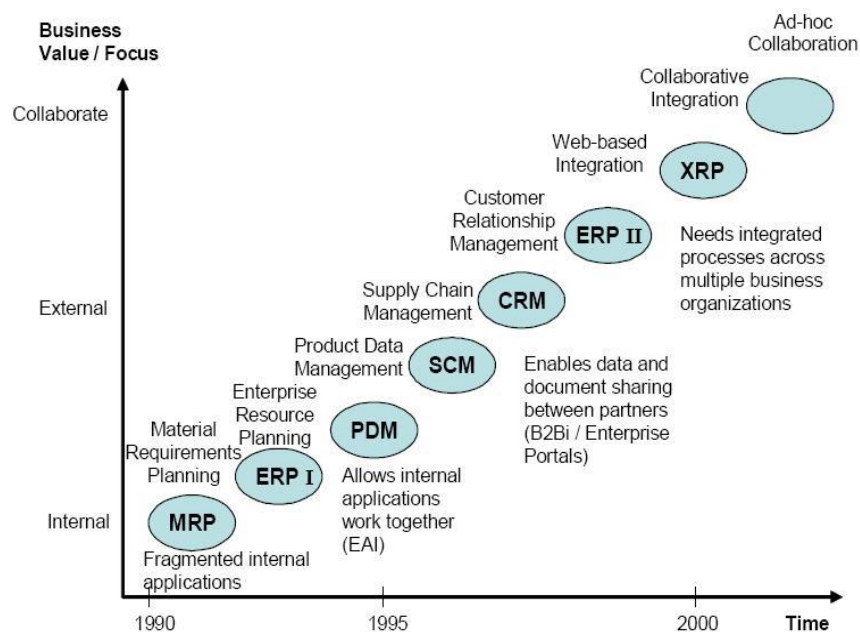 Business
Value / Focus
Ad-hoc
Collaboration
Collaborative
Integration
Collaborate
Web-based
Integration
XRP
Customer
Relationship
Management
ERP II
Needs integrated
processes across
multiple business
organizations
Supply Chain
Management
CRM
External
Product Data
Management
SCM
Enables data and
document sharing
between partners
(B2Bi / Enterprise
Portals)
Enterprise
Resource
Planning
PDM
Material
Requirements
Planning
ERP I
Allows internal
applications
work together
(EAI)
Internal
MRP
Fragmented internal
applications
1990
1995
2000
Time